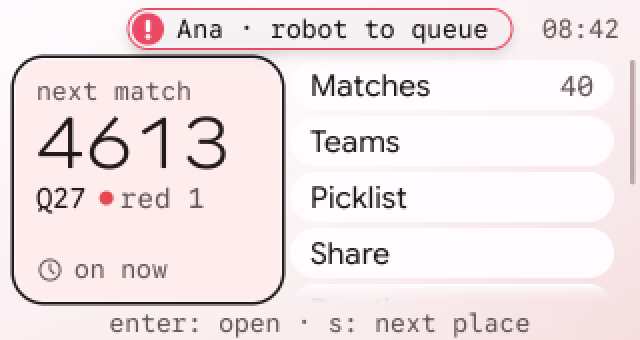 Ana · robot to queue
08:42
next match
4613
Q27 red 1
on now
Matches 40
Teams
Picklist
Share
enter: open · s: next place